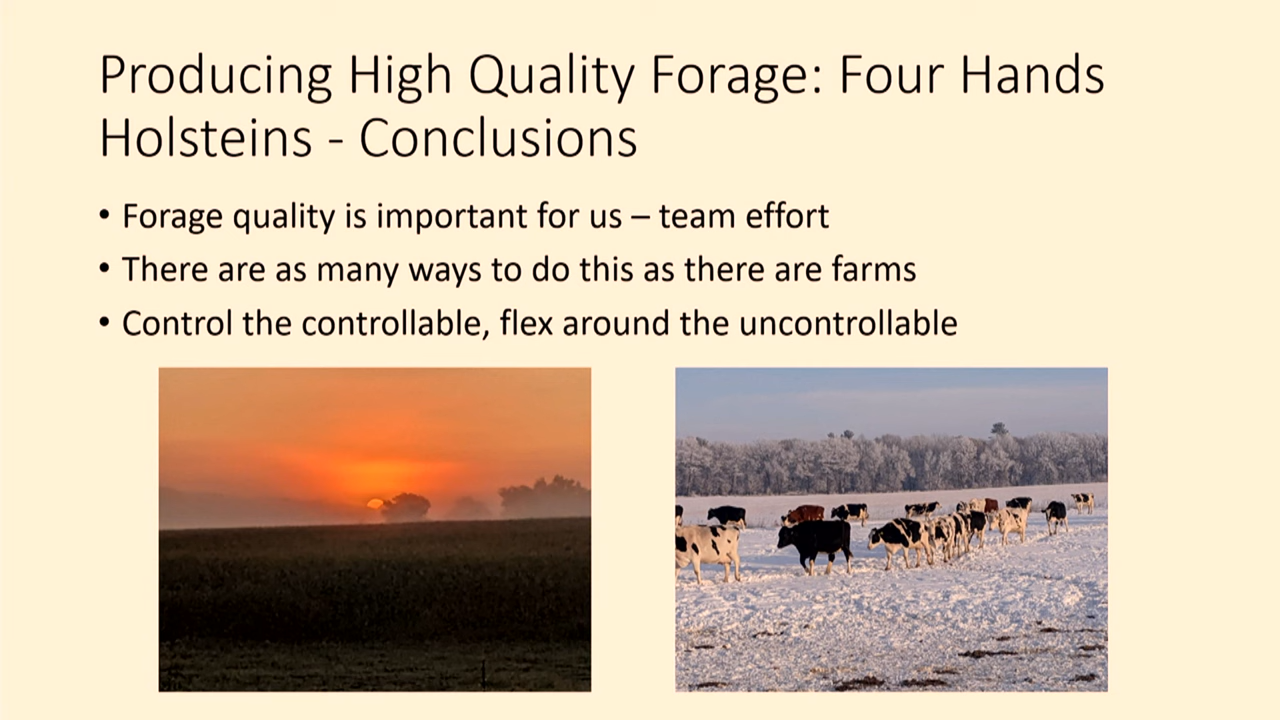 Producing High Quality Forage: Four Hands
Holsteins - Conclusions
• Forage quality is important for us – team effort
• There are as many ways to do this as there are farms
• Control the controllable, flex around the uncontrollable